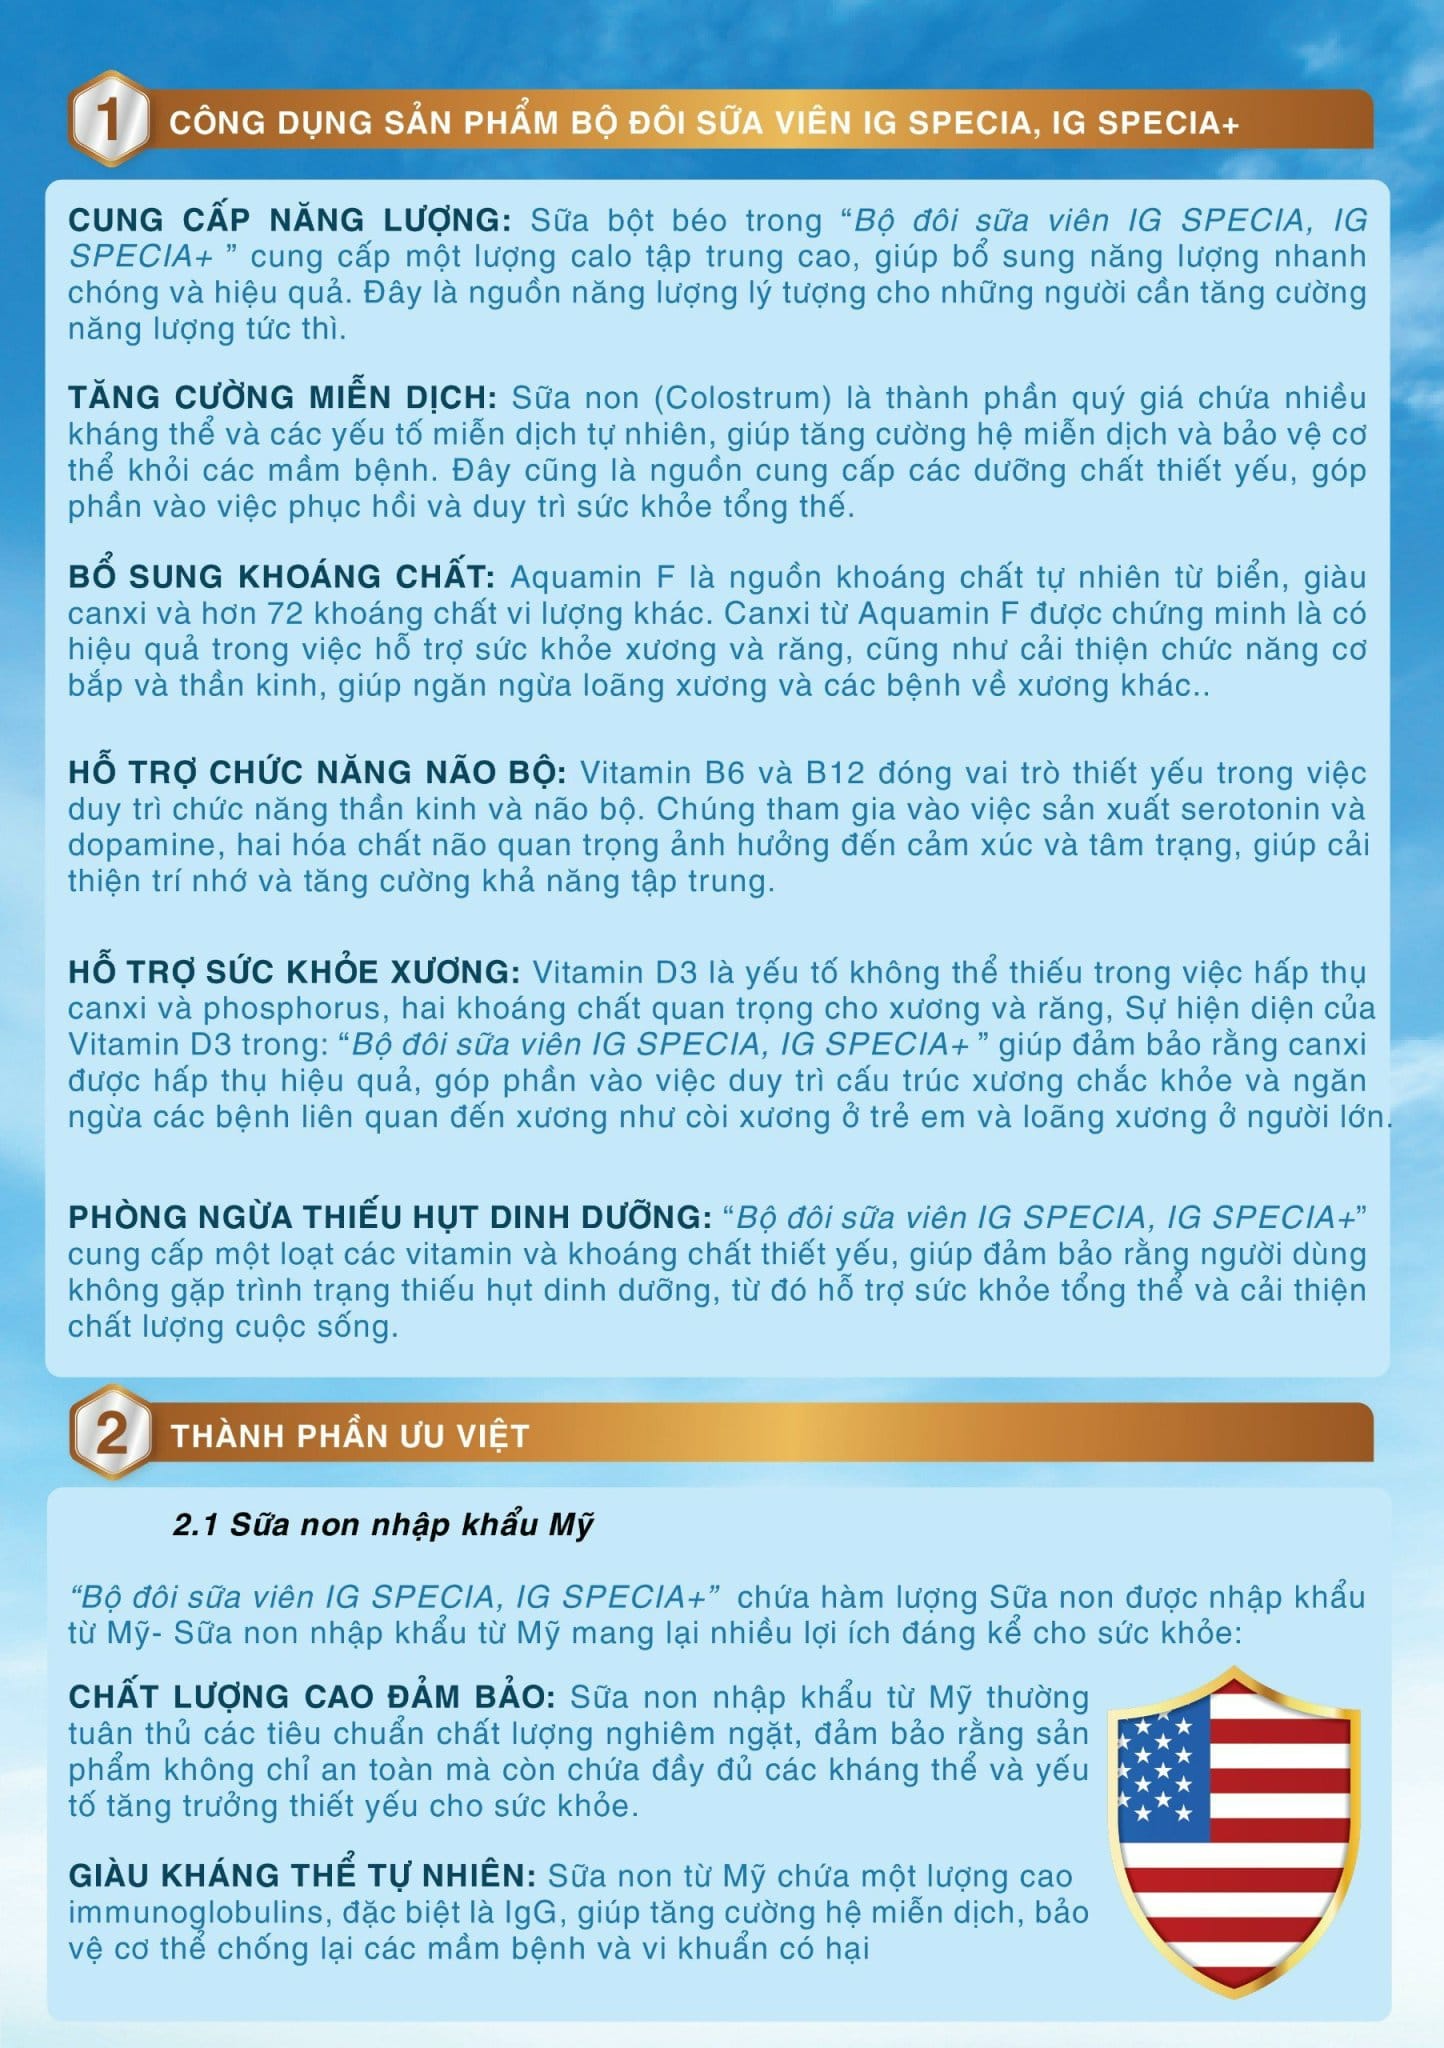 1
CÔNG DỤNG SẢN PHẨM BỘ ĐÔI SỮA VIÊN IG SPECIA, IG SPECIA+
CUNG CẤP NĂNG LƯỢNG: Sữa bột béo trong “Bộ đôi sữa viên IG SPECIA, IG
SPECIA+ ” cung cấp một lượng calo tập trung cao, giúp bổ sung năng lượng nhanh
chóng và hiệu quả. Đây là nguồn năng lượng lý tượng cho những người cần tăng cường
năng lượng tức thì.
TĂNG CƯỜNG MIỄN DỊCH: Sữa non (Colostrum) là thành phần quý giá chứa nhiều
kháng thể và các yếu tố miễn dịch tự nhiên, giúp tăng cường hệ miễn dịch và bảo vệ cơ
thể khỏi các mầm bệnh. Đây cũng là nguồn cung cấp các dưỡng chất thiết yếu, góp
phần vào việc phục hồi và duy trì sức khỏe tổng thế.
BỔ SUNG KHOÁNG CHẤT: Aquamin F là nguồn khoáng chất tự nhiên từ biển, giàu
canxi và hơn 72 khoáng chất vi lượng khác. Canxi từ Aquamin F được chứng minh là có
hiệu quả trong việc hỗ trợ sức khỏe xương và răng, cũng như cải thiện chức năng cơ
bắp và thần kinh, giúp ngăn ngừa loãng xương và các bệnh về xương khác..
HỖ TRỢ CHỨC NĂNG NÃO BỘ: Vitamin B6 và B12 đóng vai trò thiết yếu trong việc
duy trì chức năng thần kinh và não bộ. Chúng tham gia vào việc sản xuất serotonin và
dopamine, hai hóa chất não quan trọng ảnh hưởng đến cảm xúc và tâm trạng, giúp cải
thiện trí nhớ và tăng cường khả năng tập trung.
HỖ TRỢ SỨC KHỎE XƯƠNG: Vitamin D3 là yếu tố không thể thiếu trong việc hấp thụ
canxi và phosphorus, hai khoáng chất quan trọng cho xương và răng, Sự hiện diện của
Vitamin D3 trong: “Bộ đôi sữa viên IG SPECIA, IG SPECIA+ ” giúp đảm bảo rằng canxi
được hấp thụ hiệu quả, góp phần vào việc duy trì cấu trúc xương chắc khỏe và ngăn
ngừa các bệnh liên quan đến xương như còi xương ở trẻ em và loãng xương ở người lớn.
PHÒNG NGỪA THIẾU HỤT DINH DƯỠNG: “Bộ đôi sữa viên IG SPECIA, IG SPECIA+”
cung cấp một loạt các vitamin và khoáng chất thiết yếu, giúp đảm bảo rằng người dùng
không gặp trình trạng thiếu hụt dinh dưỡng, từ đó hỗ trợ sức khỏe tổng thể và cải thiện
chất lượng cuộc sống.
2
THÀNH PHẦN ƯU VIỆT
2.1 Sữa non nhập khẩu Mỹ
“Bộ đôi sữa viên IG SPECIA, IG SPECIA+” chứa hàm lượng Sữa non được nhập khẩu
từ Mỹ- Sữa non nhập khẩu từ Mỹ mang lại nhiều lợi ích đáng kể cho sức khỏe:
CHẤT LƯỢNG CAO ĐẢM BẢO: Sữa non nhập khẩu từ Mỹ thường
tuân thủ các tiêu chuẩn chất lượng nghiêm ngặt, đảm bảo rằng sản
phẩm không chỉ an toàn mà còn chứa đầy đủ các kháng thể và yếu
tố tăng trưởng thiết yếu cho sức khỏe.
GIÀU KHÁNG THỂ TỰ NHIÊN: Sữa non từ Mỹ chứa một lượng cao
immunoglobulins, đặc biệt là IgG, giúp tăng cường hệ miễn dịch, bảo
vệ cơ thể chống lại các mầm bệnh và vi khuẩn có hại